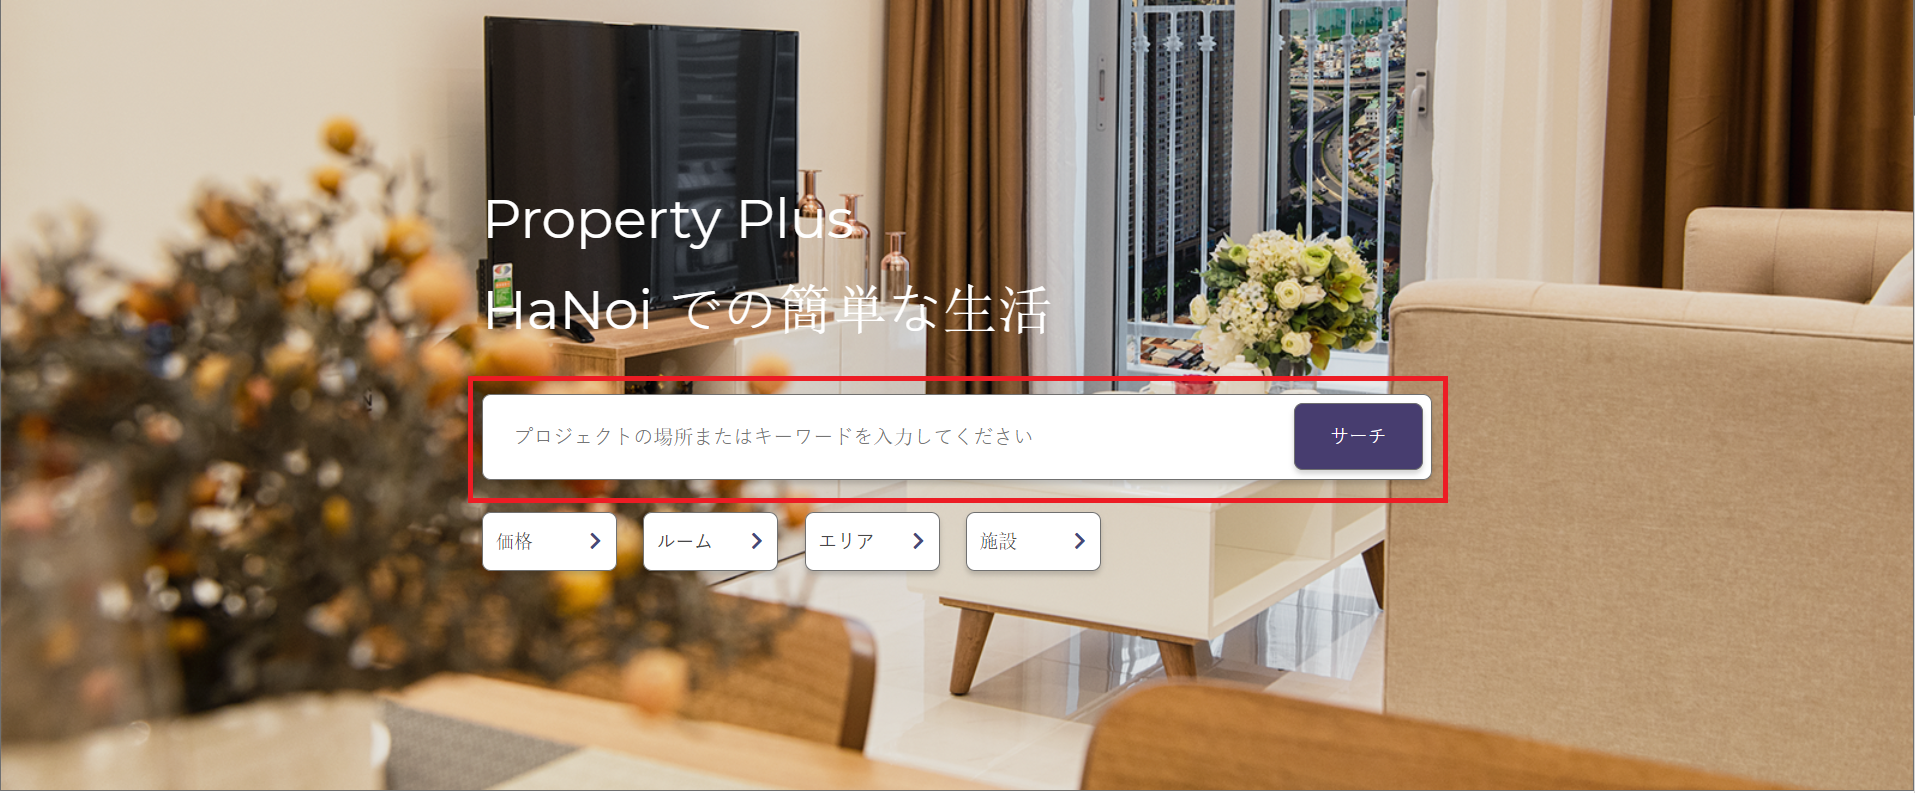 Property Plus
HaNoi での簡単な生活
プロジェクトの場所またはキーワードを入力してください
サーチ
価格
ルーム
エリア
施設